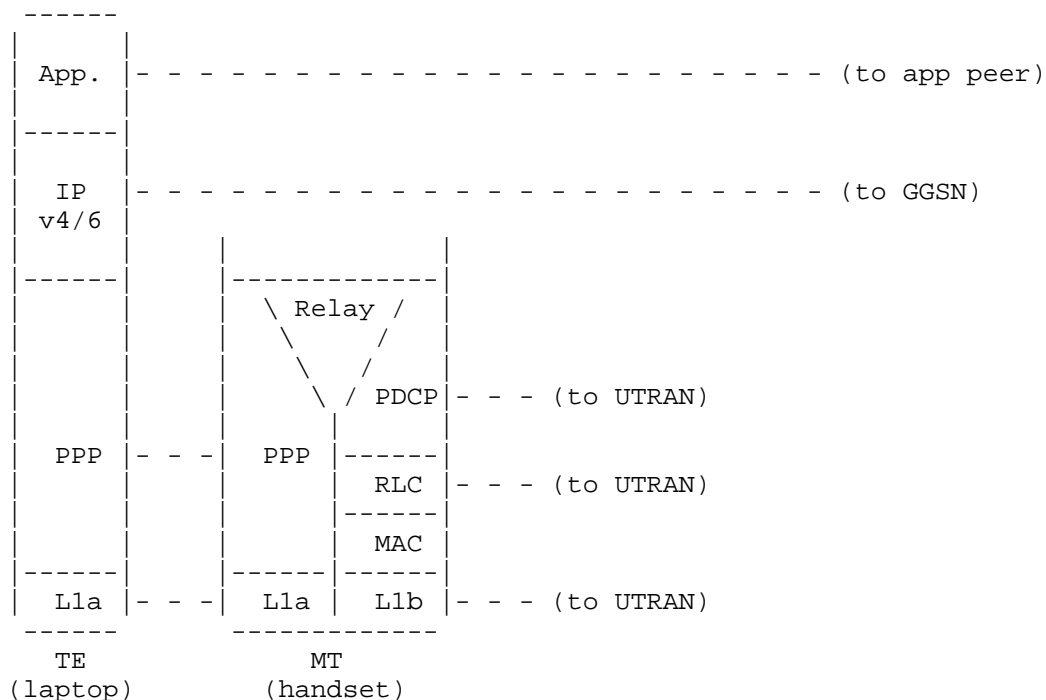 App. (to app peer)
IP (to GGSN)
v4/6
Relay
PDCP (to UTRAN)
PPP PPP
RLC (to UTRAN)
MAC
L1a L1a L1b (to UTRAN)
TE MT
(laptop) (handset)